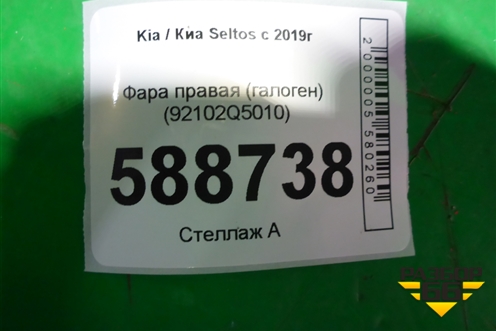 Kia / Киа Seltos с 2019г
Фара правая (галоген)
(92102Q5010)
588738
Стеллаж А
2000005580260